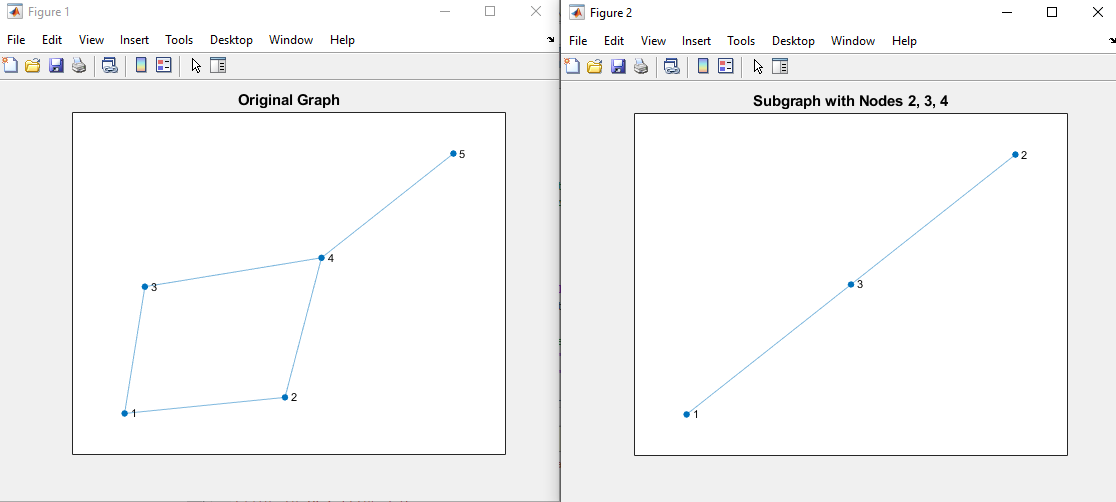 Figure 1
File Edit View Insert Tools Desktop Window Help
Original Graph
5
4
3
2
1
Figure 2
File Edit View Insert Tools Desktop Window Help
Subgraph with Nodes 2, 3, 4
2
3
1